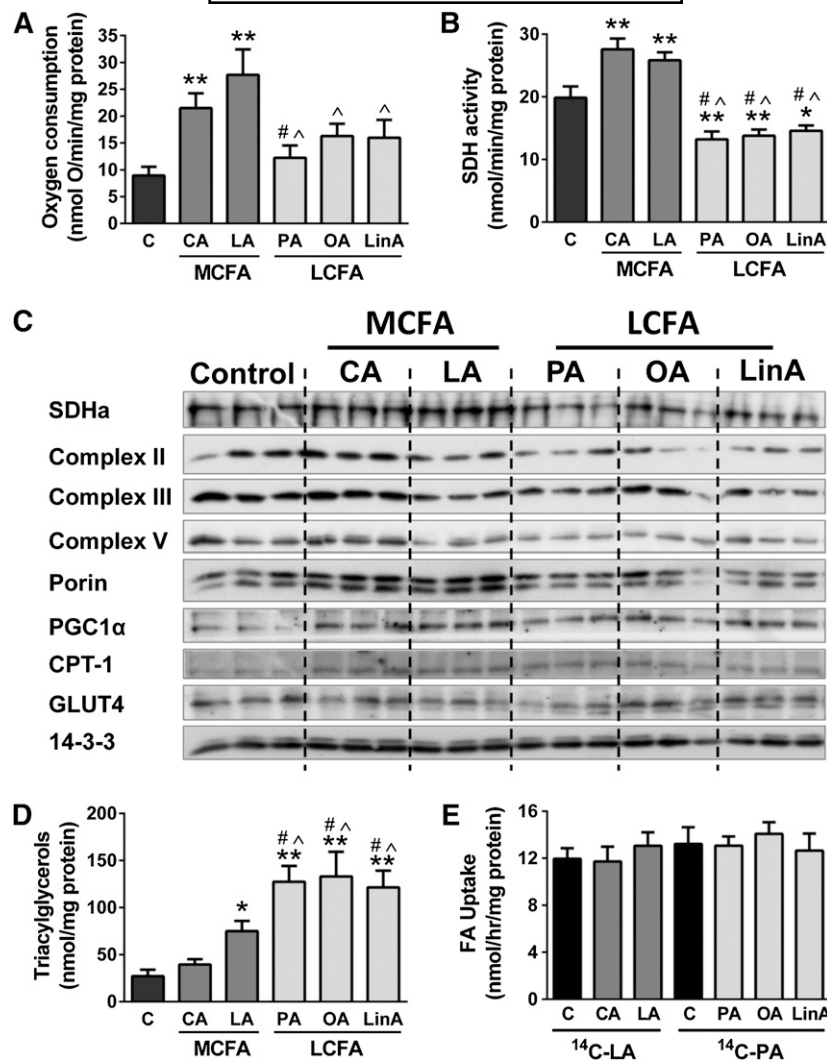 A
Oxygen consumption
(nmol O/min/mg protein)
35
30
25
20
15
10
5
0
**
**
# ^
^
^
C CA LA PA OA LinA
MCFA LCFA
B
SDH activity
(nmol/min/mg protein)
30
20
10
0
**
**
# ^
**
# ^
**
# ^
*
C CA LA PA OA LinA
MCFA LCFA
C
MCFA LCFA
Control CA LA PA OA LinA
SDHa
Complex II
Complex III
Complex V
Porin
PGC1α
CPT-1
GLUT4
14-3-3
D
Triacylglycerols
(nmol/mg protein)
200
150
100
50
0
*
# ^
**
# ^
**
# ^
**
C CA LA PA OA LinA
MCFA LCFA
E
FA Uptake
(nmol/hr/mg protein)
16
12
8
4
0
C CA LA C PA OA LinA
¹⁴C-LA ¹⁴C-PA